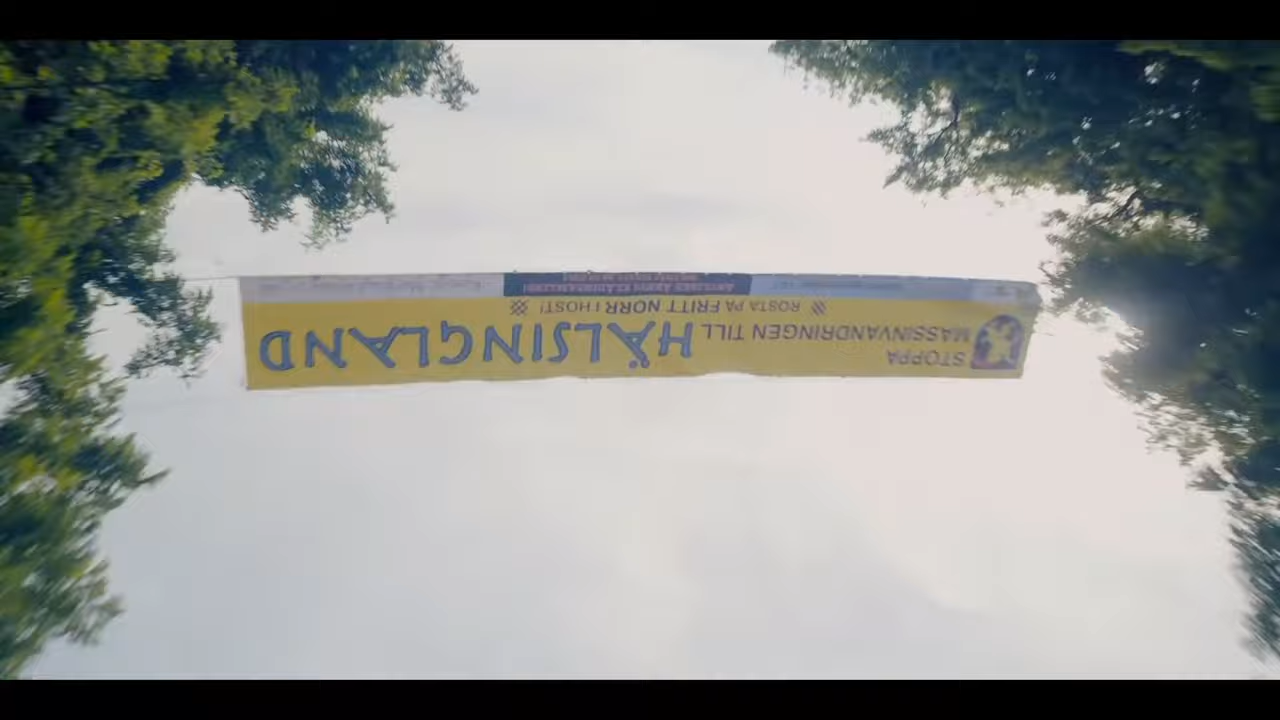 STOPPA
MASSINVANDRINGEN TILL HÄLSINGLAND
RÖSTA PÅ FRITT NORR I HÖST!